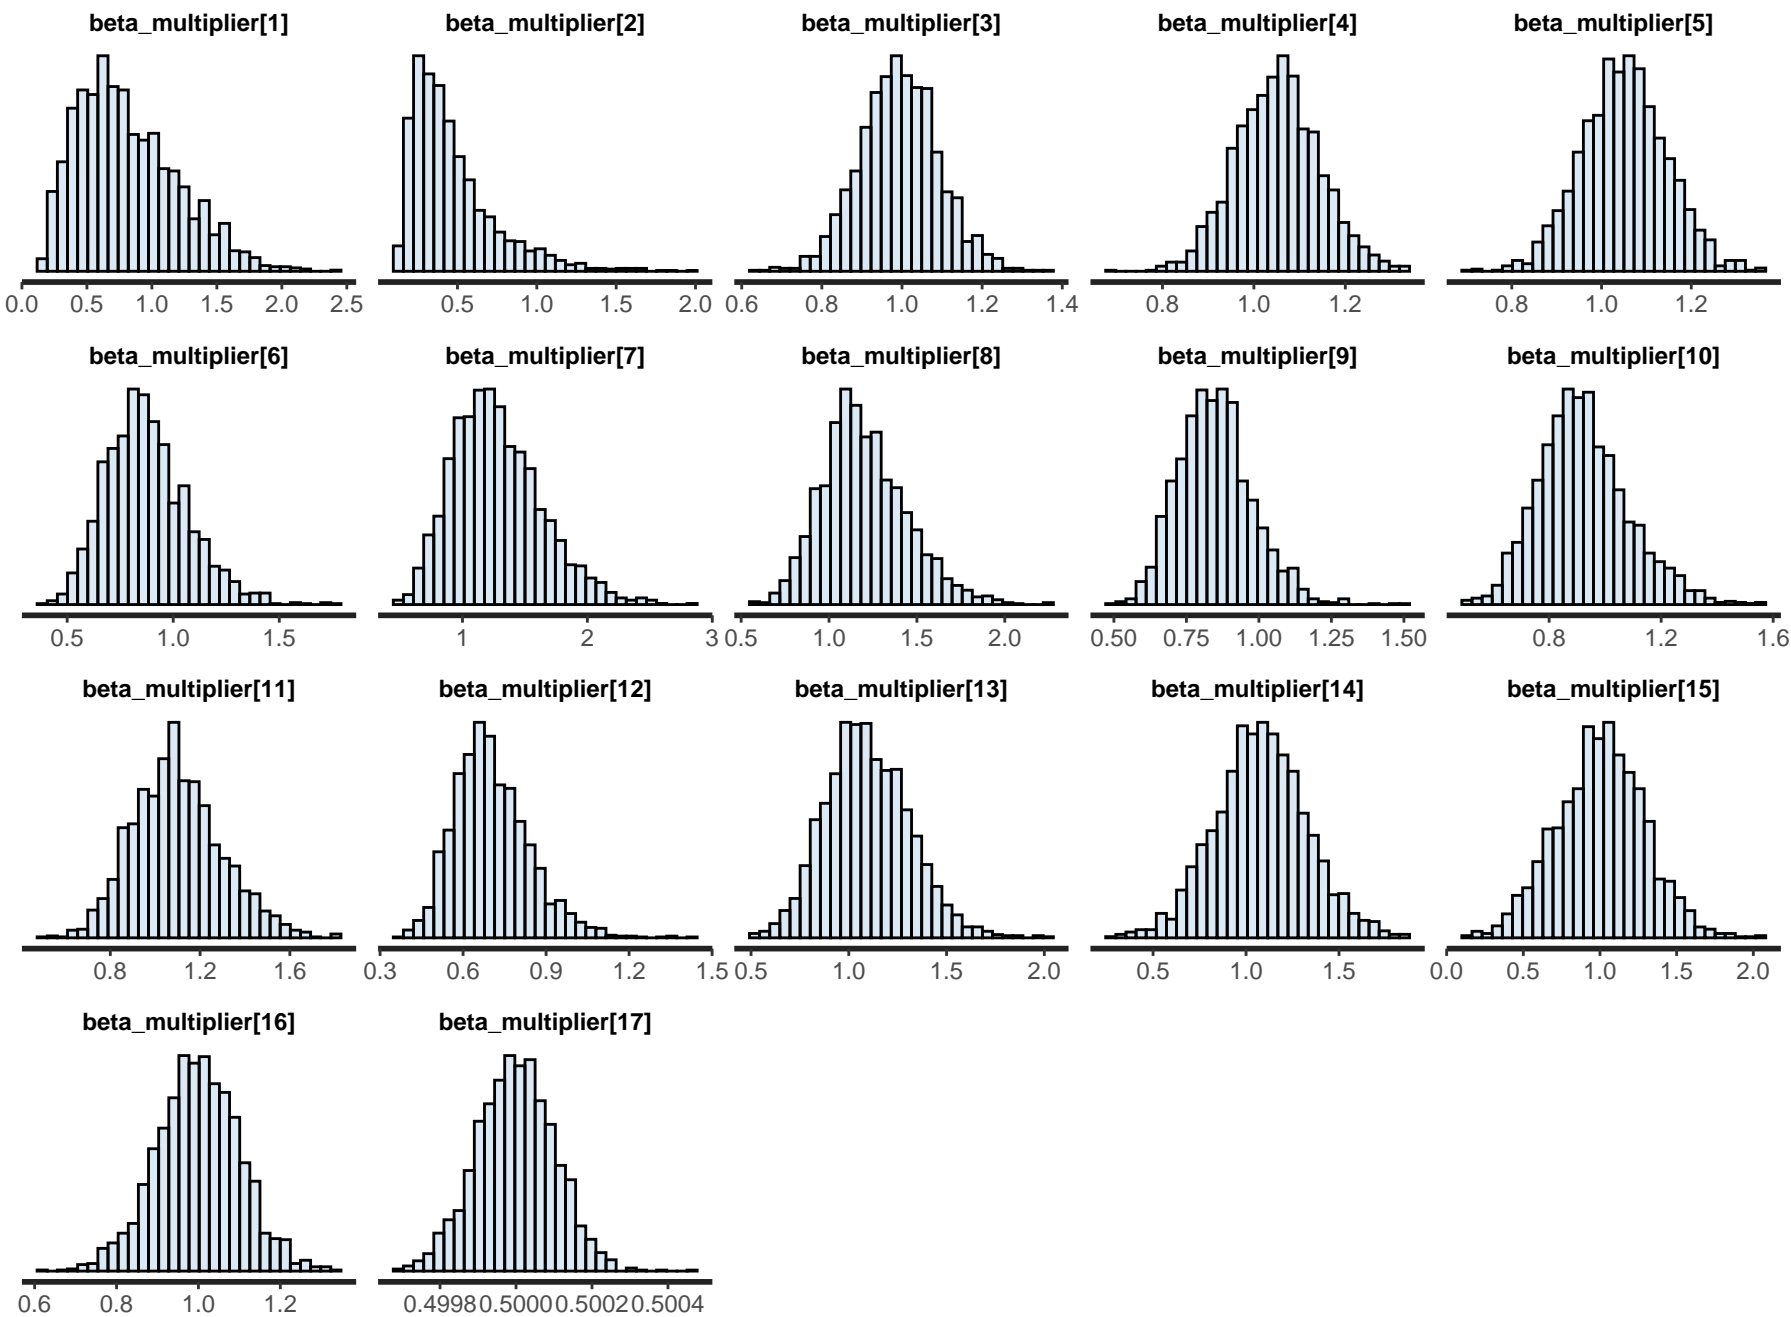 beta_multiplier[1] beta_multiplier[2] beta_multiplier[3] beta_multiplier[4] beta_multiplier[5]
0.0 0.5 1.0 1.5 2.0 2.5 0.5 1.0 1.5 2.0 0.6 0.8 1.0 1.2 1.4 0.8 1.0 1.2 0.8 1.0 1.2
beta_multiplier[6] beta_multiplier[7] beta_multiplier[8] beta_multiplier[9] beta_multiplier[10]
0.5 1.0 1.5 1 2 3 0.5 1.0 1.5 2.0 0.50 0.75 1.00 1.25 1.50 0.8 1.2 1.6
beta_multiplier[11] beta_multiplier[12] beta_multiplier[13] beta_multiplier[14] beta_multiplier[15]
0.8 1.2 1.6 0.3 0.6 0.9 1.2 1.5 0.5 1.0 1.5 2.0 0.5 1.0 1.5 0.0 0.5 1.0 1.5 2.0
beta_multiplier[16] beta_multiplier[17]
0.6 0.8 1.0 1.2 0.4998 0.5000 0.5002 0.5004